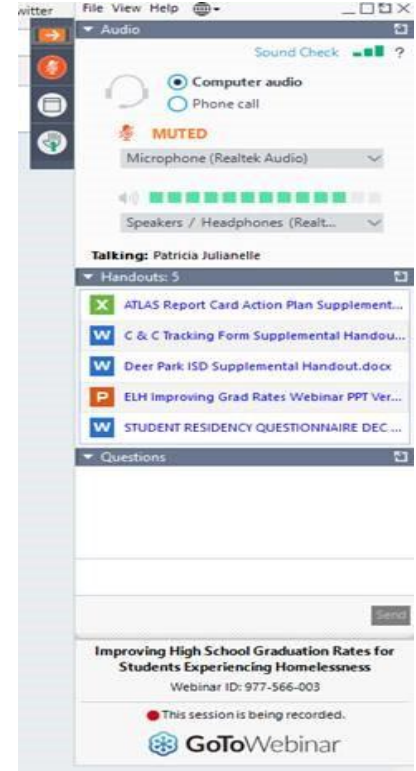 witter
File View Help
Audio
Sound Check ?
Computer audio
Phone call
MUTED
Microphone (Realtek Audio)
Speakers / Headphones (Realt...
Talking: Patricia Julianelle
Handouts: 5
X ATLAS Report Card Action Plan Supplement...
W C & C Tracking Form Supplemental Handou...
W Deer Park ISD Supplemental Handout.docx
P ELH Improving Grad Rates Webinar PPT Ver...
W STUDENT RESIDENCY QUESTIONNAIRE DEC ...
Questions
Send
Improving High School Graduation Rates for
Students Experiencing Homelessness
Webinar ID: 977-566-003
This session is being recorded.
GoToWebinar